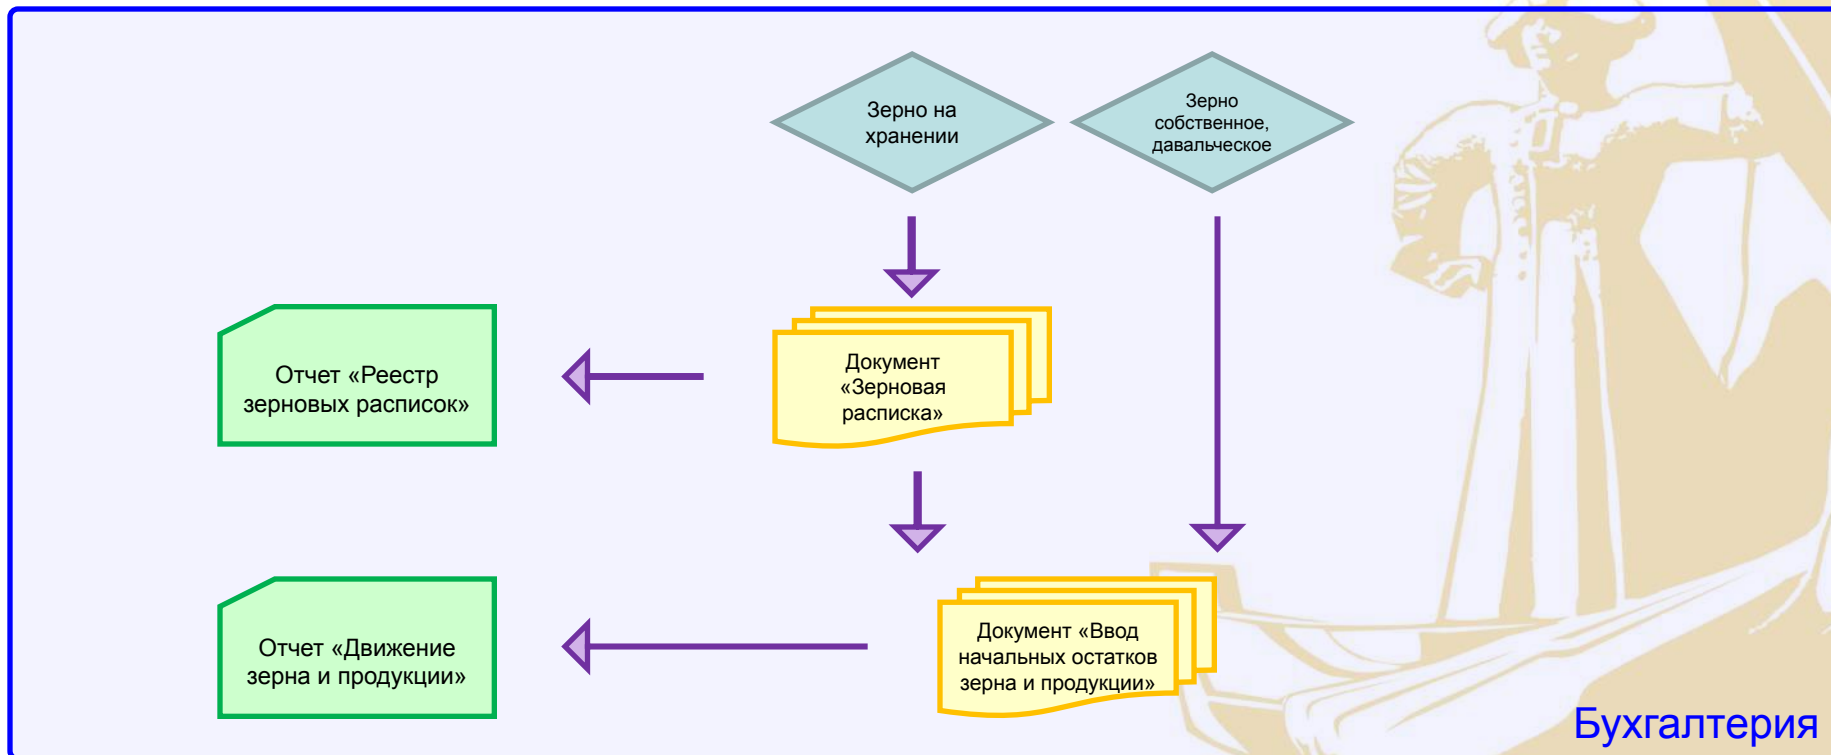 Зерно на
хранении
Зерно
собственное,
давальческое
Отчет «Реестр
зерновых расписок»
Документ
«Зерновая
расписка»
Отчет «Движение
зерна и продукции»
Документ «Ввод
начальных остатков
зерна и продукции»
Бухгалтерия